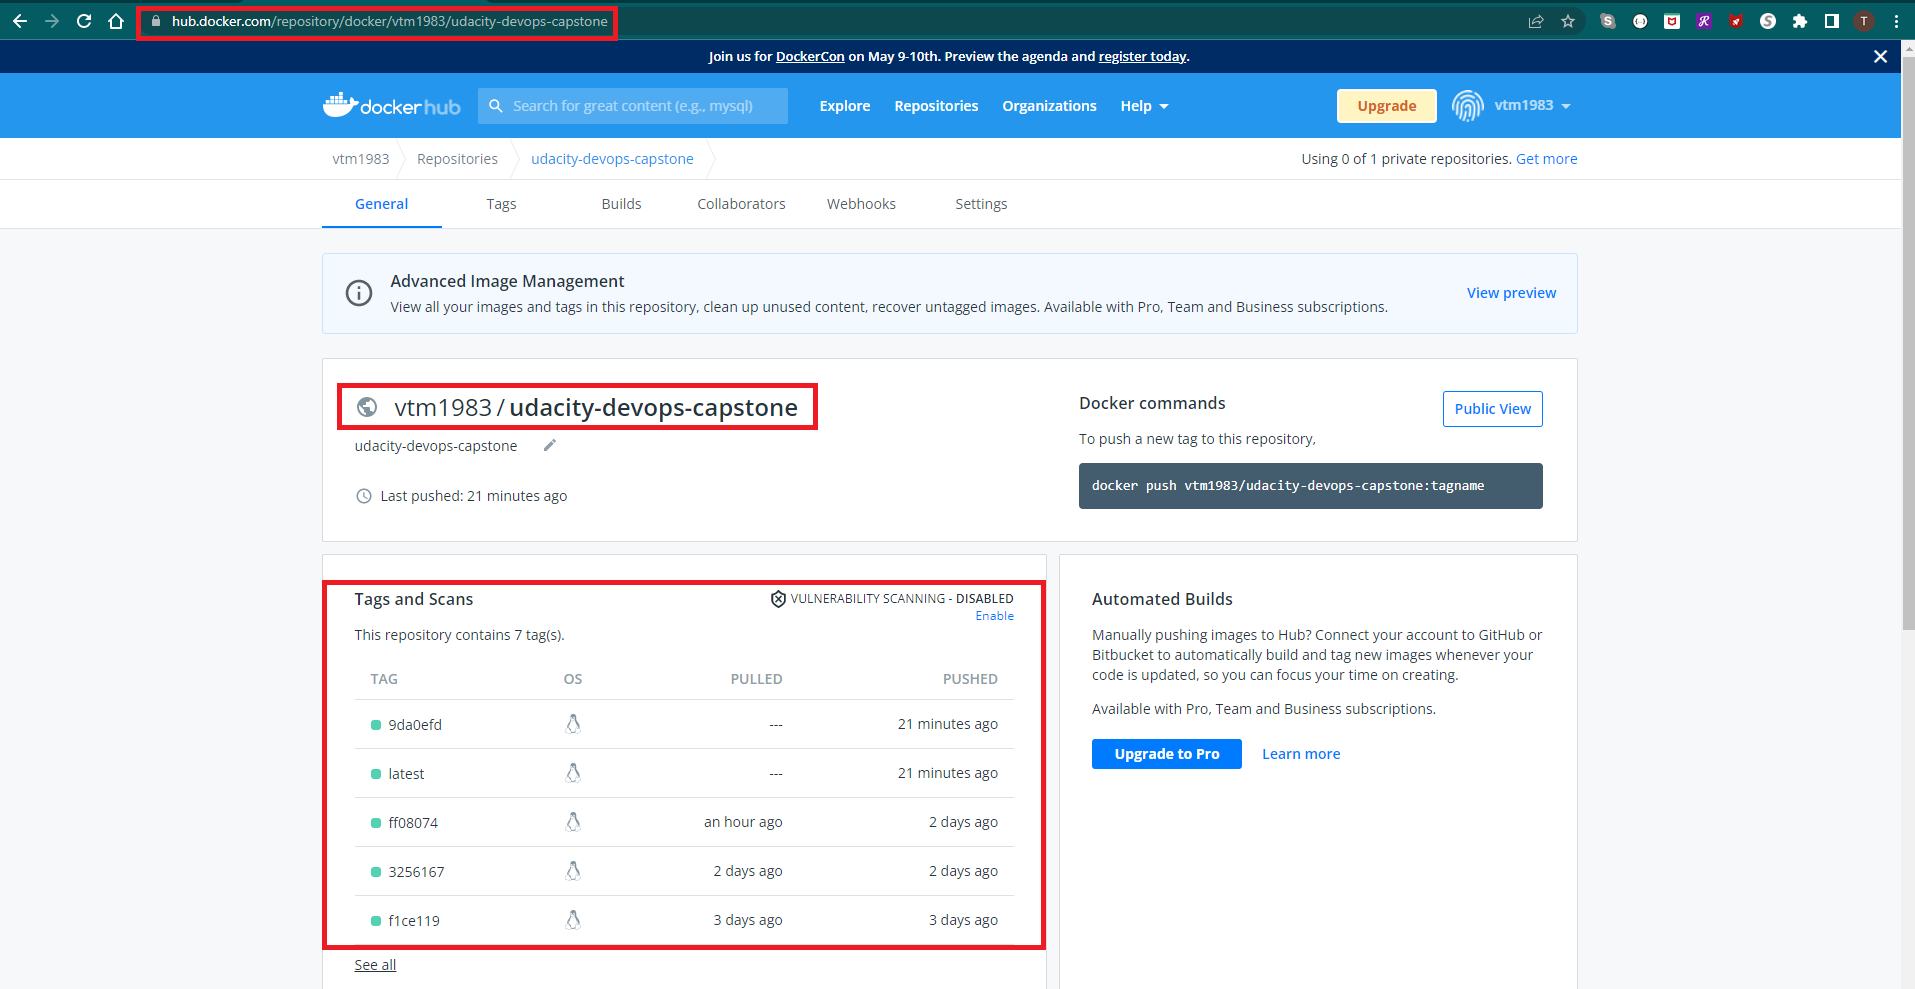 hub.docker.com/repository/docker/vtm1983/udacity-devops-capstone
T
Join us for DockerCon on May 9-10th. Preview the agenda and register today.
dockerhub
Search for great content (e.g., mysql)
Explore
Repositories
Organizations
Help
Upgrade
vtm1983
vtm1983
Repositories
udacity-devops-capstone
Using 0 of 1 private repositories. Get more
General
Tags
Builds
Collaborators
Webhooks
Settings
Advanced Image Management
View all your images and tags in this repository, clean up unused content, recover untagged images. Available with Pro, Team and Business subscriptions.
View preview
vtm1983 / udacity-devops-capstone
udacity-devops-capstone
Last pushed: 21 minutes ago
Docker commands
Public View
To push a new tag to this repository,
docker push vtm1983/udacity-devops-capstone:tagname
Tags and Scans
VULNERABILITY SCANNING - DISABLED
Enable
This repository contains 7 tag(s).
TAG OS PULLED PUSHED
9da0efd --- 21 minutes ago
latest --- 21 minutes ago
ff08074 an hour ago 2 days ago
3256167 2 days ago 2 days ago
f1ce119 3 days ago 3 days ago
See all
Automated Builds
Manually pushing images to Hub? Connect your account to GitHub or
Bitbucket to automatically build and tag new images whenever your
code is updated, so you can focus your time on creating.
Available with Pro, Team and Business subscriptions.
Upgrade to Pro
Learn more